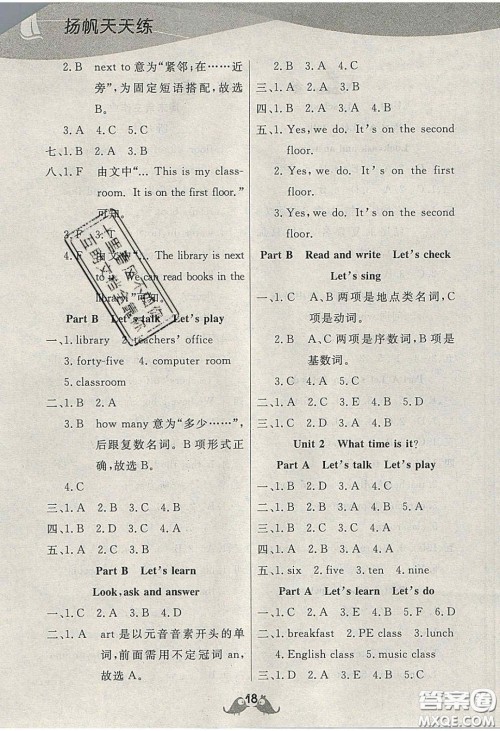 扬帆天天练
2. B next to 意为“紧邻;在……近
旁”,为固定短语搭配,故选
B。
3. A 4. C 5. B
七、1. B 2. A 3. B
八、1. F 由文中“… This is my class-
room. It is on the first floor.”
可知。
3. F
4. F The library is next
We can read books in the
library.”可知。
Part B Let's talk Let's play
一、1. library 2. teachers' office
3. forty-five 4. computer room
5. classroom
二、1. B 2. A
3. B how many 意为“多少……”,
后跟复数名词。B 项形式正
确,故选 B。
4. C
三、1. B 2. A 3. C 4. B
四、1. B 2. D 3. A 4. C
五、1. A 2. C 3. B
Part B Let's learn
Look, ask and answer
一、1. C 2. D 3. A 4. B
二、1. A art 是以元音音素开头的单
词,前面需用不定冠词 an,故
选 A。
2. B 3. A 4. C
三、1. C 2. A 3. B
四、1. B 2. A 3. C 4. D
五、1. Yes, we do. It's on the second
floor.
2. Yes, we do. It's on the first floor.
3. Yes, we do. It's on the second
floor.
Part B Read and write Let's check
Let's sing
一、1. C A、B 两项是地点类名词,C
项是动词。
2. B A、C 两项是序数词,B 项是
基数词。
3. C 4. C
二、1. A 2. C 3. A 4. B 5. D
三、1. C 2. D 3. A 4. B
Unit 2 What time is it?
Part A Let's talk Let's play
一、1. B 2. D 3. A 4. C
二、1. A 2. A 3. C 4. C
三、1. B 2. D 3. C 4. E 5. A
四、1. B 2. A 3. C
五、1. six 2. five 3. ten 4. nine
Part A Let's learn Let's do
一、1. C 2. A 3. B 4. D
二、1. breakfast 2. PE class 3. lunch
4. English class 5. music class
三、1. D 2. A 3. C 4. B
四、1. A 2. C 3. A 4. C
18
答案圈
MXQE.COM